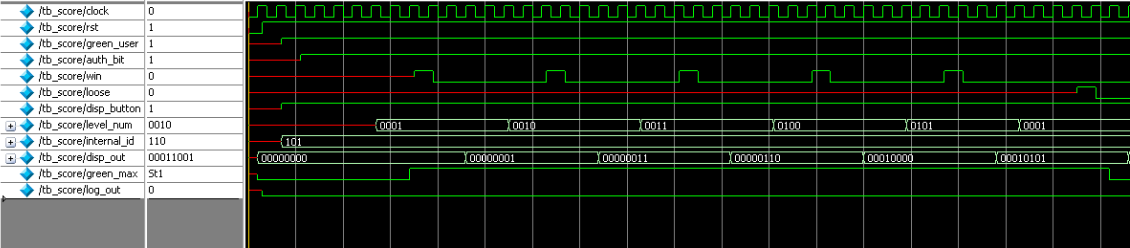 /tb_score/clock 0
/tb_score/rst 1
/tb_score/green_user 1
/tb_score/auth_bit 1
/tb_score/win 0
/tb_score/loose 0
/tb_score/disp_button 1
/tb_score/level_num 0010 0001 0010 0011 0100 0101 0001
/tb_score/internal_id 110 101
/tb_score/disp_out 00011001 00000000 00000001 00000011 00000110 00010000 00010101
/tb_score/green_max St1
/tb_score/log_out 0